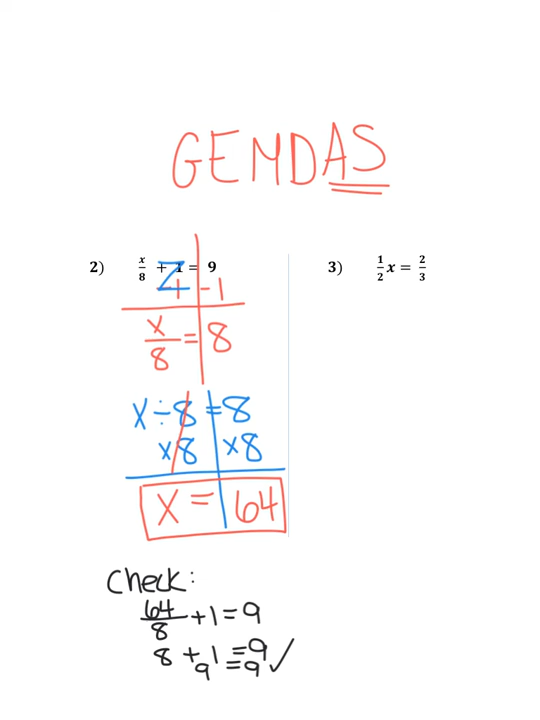 GEMDAS
2) x/8 + 1 = 9
-1 -1
x/8 = 8
x ÷ 8 = 8
x8 x8
x = 64
Check:
64/8 + 1 = 9
8 + 1 = 9
9 = 9 ✓
3) 1/2 x = 2/3